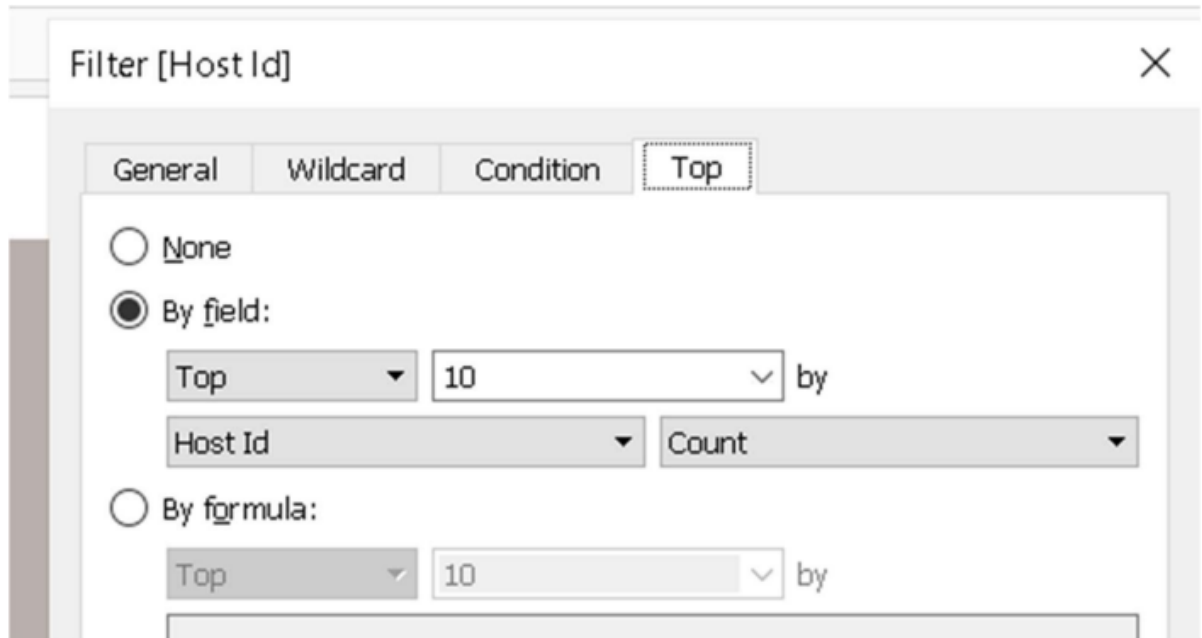 Filter [Host Id]
General Wildcard Condition Top
None
By field:
Top 10 by
Host Id Count
By formula:
Top 10 by